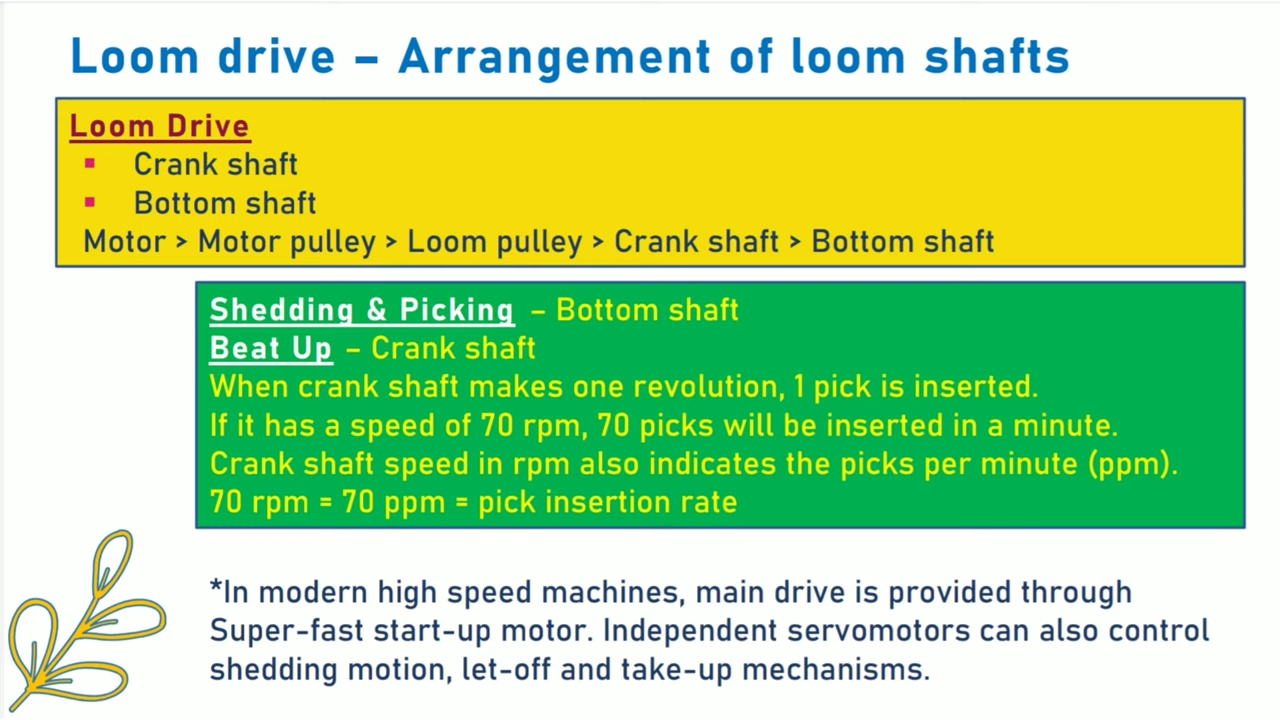 Loom drive – Arrangement of loom shafts
Loom Drive
▪ Crank shaft
▪ Bottom shaft
Motor > Motor pulley > Loom pulley > Crank shaft > Bottom shaft
Shedding & Picking – Bottom shaft
Beat Up – Crank shaft
When crank shaft makes one revolution, 1 pick is inserted.
If it has a speed of 70 rpm, 70 picks will be inserted in a minute.
Crank shaft speed in rpm also indicates the picks per minute (ppm).
70 rpm = 70 ppm = pick insertion rate
*In modern high speed machines, main drive is provided through
Super-fast start-up motor. Independent servomotors can also control
shedding motion, let-off and take-up mechanisms.